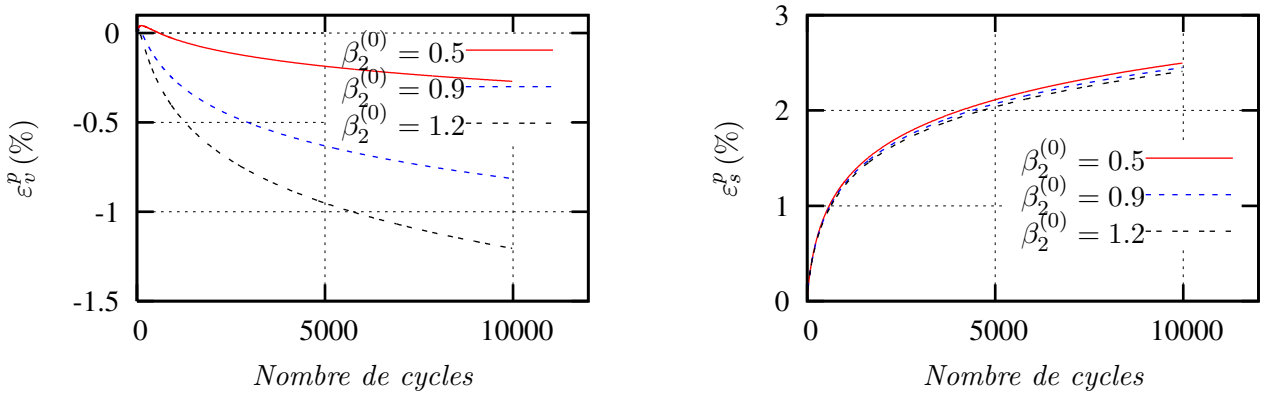 0
-0.5
-1
-1.5
0
5000
10000
ε_v^p (%)
Nombre de cycles
β_2^(0) = 0.5
β_2^(0) = 0.9
β_2^(0) = 1.2
3
2
1
0
0
5000
10000
ε_s^p (%)
Nombre de cycles
β_2^(0) = 0.5
β_2^(0) = 0.9
β_2^(0) = 1.2